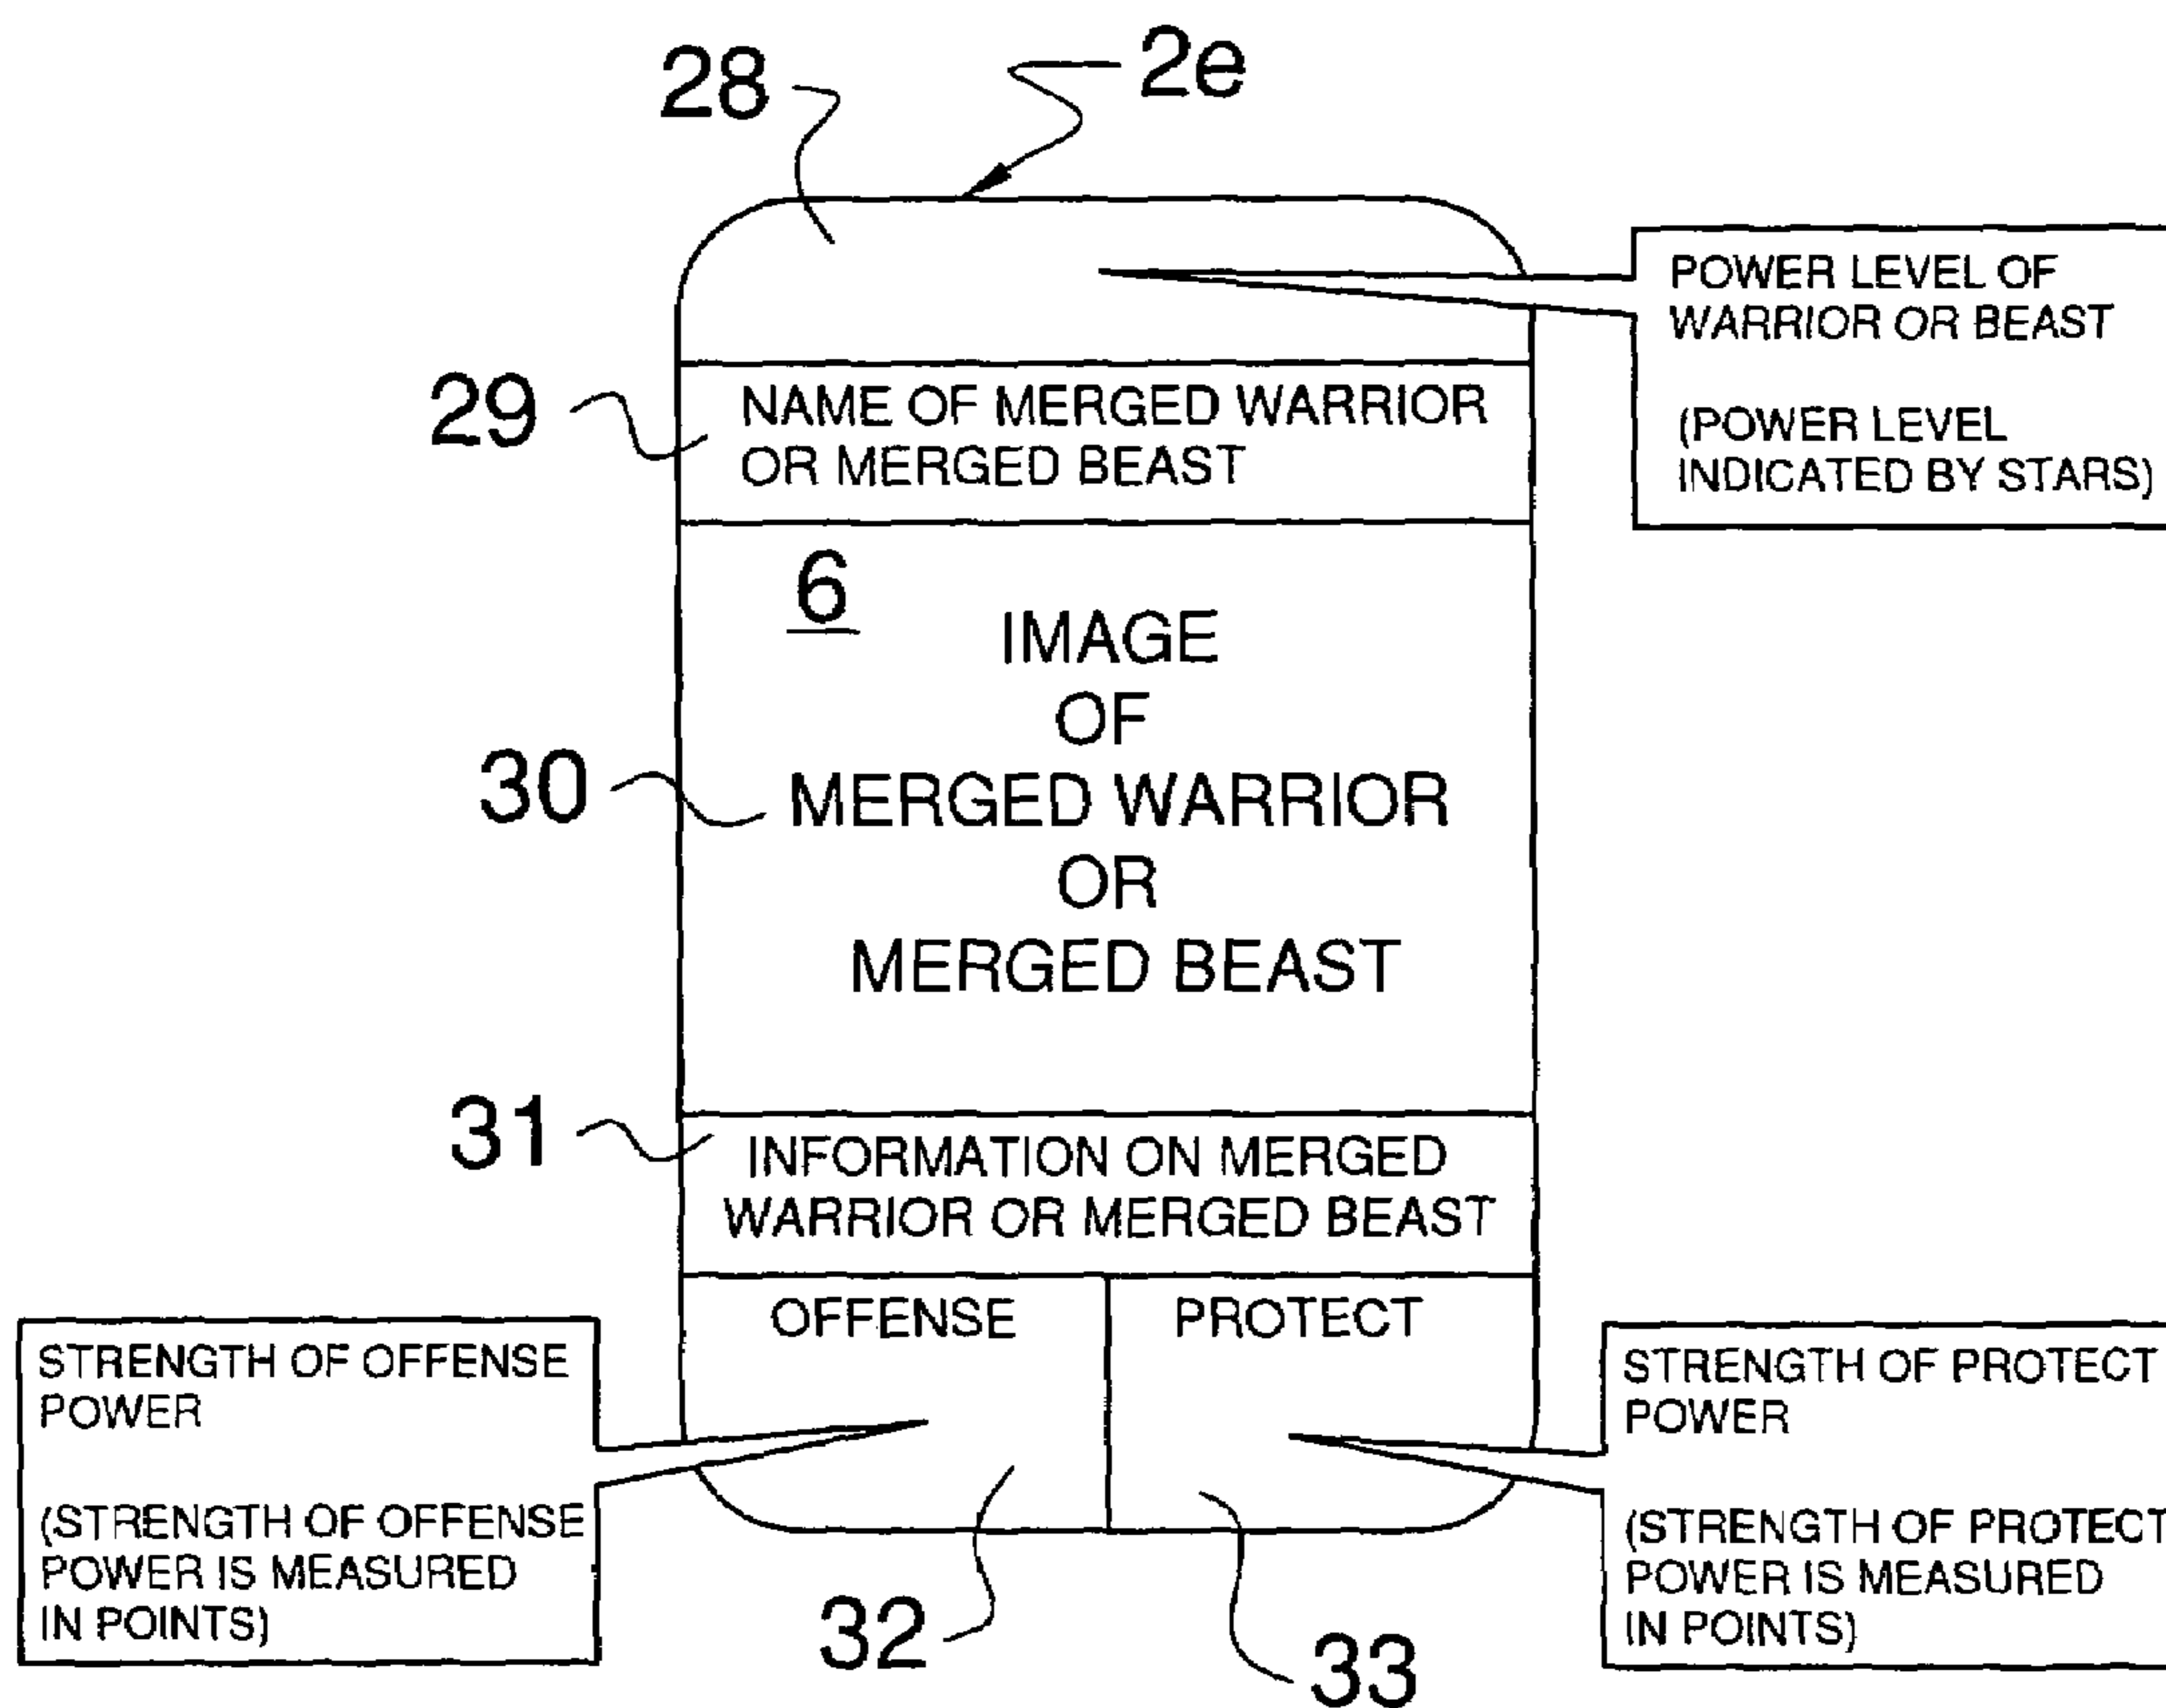 28
2e
POWER LEVEL OF
WARRIOR OR BEAST
(POWER LEVEL
INDICATED BY STARS)
29
NAME OF MERGED WARRIOR
OR MERGED BEAST
6
IMAGE
OF
30
MERGED WARRIOR
OR
MERGED BEAST
31
INFORMATION ON MERGED
WARRIOR OR MERGED BEAST
OFFENSE
PROTECT
STRENGTH OF OFFENSE
POWER
(STRENGTH OF OFFENSE
POWER IS MEASURED
IN POINTS)
STRENGTH OF PROTECT
POWER
(STRENGTH OF PROTECT
POWER IS MEASURED
IN POINTS)
32
33